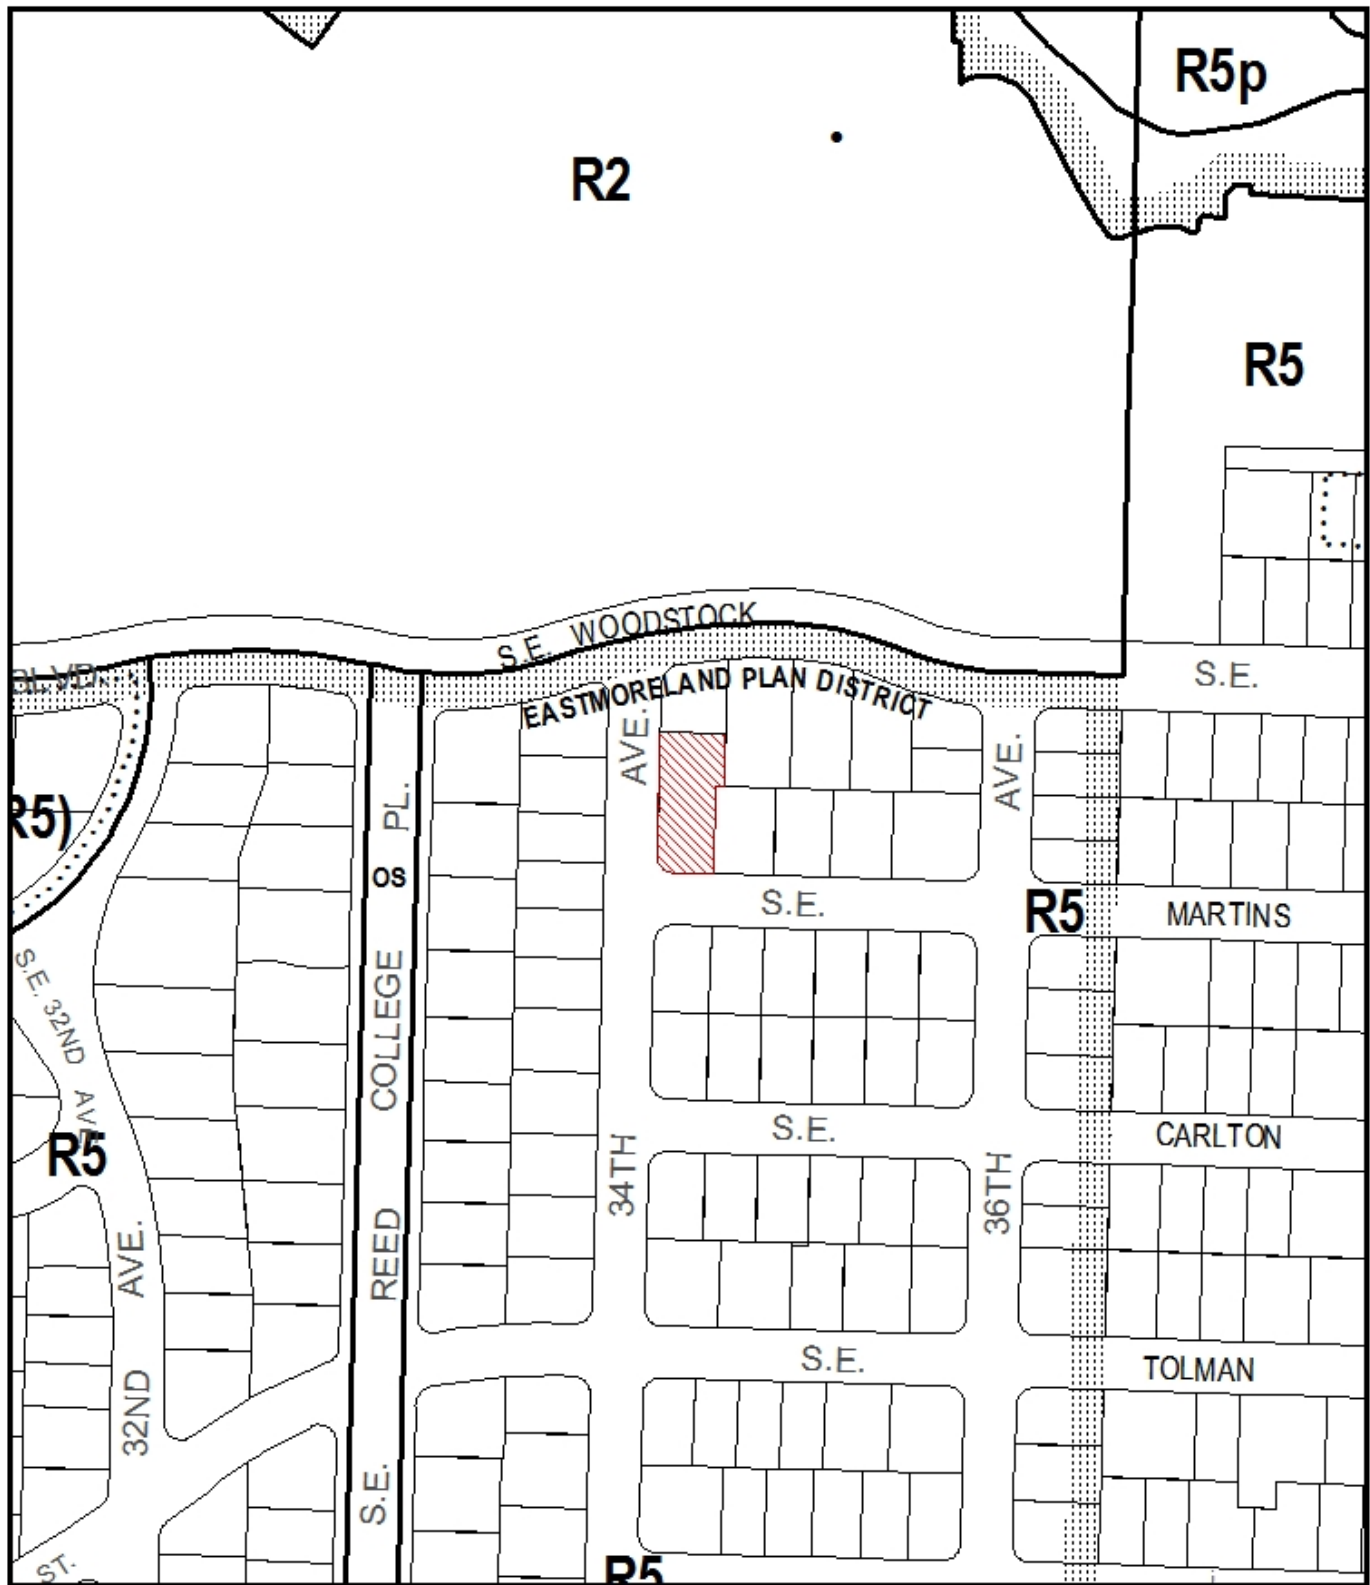 R5p
R2
R5
S.E. WOODSTOCK
BLVD.
S.E.
EASTMORELAND PLAN DISTRICT
AVE.
AVE.
PL.
R5)
OS
S.E.
R5
MARTINS
S.E. 32ND AVE
COLLEGE
S.E.
CARLTON
R5
34TH
36TH
AVE.
REED
S.E.
TOLMAN
32ND
S.E.
ST.
R5